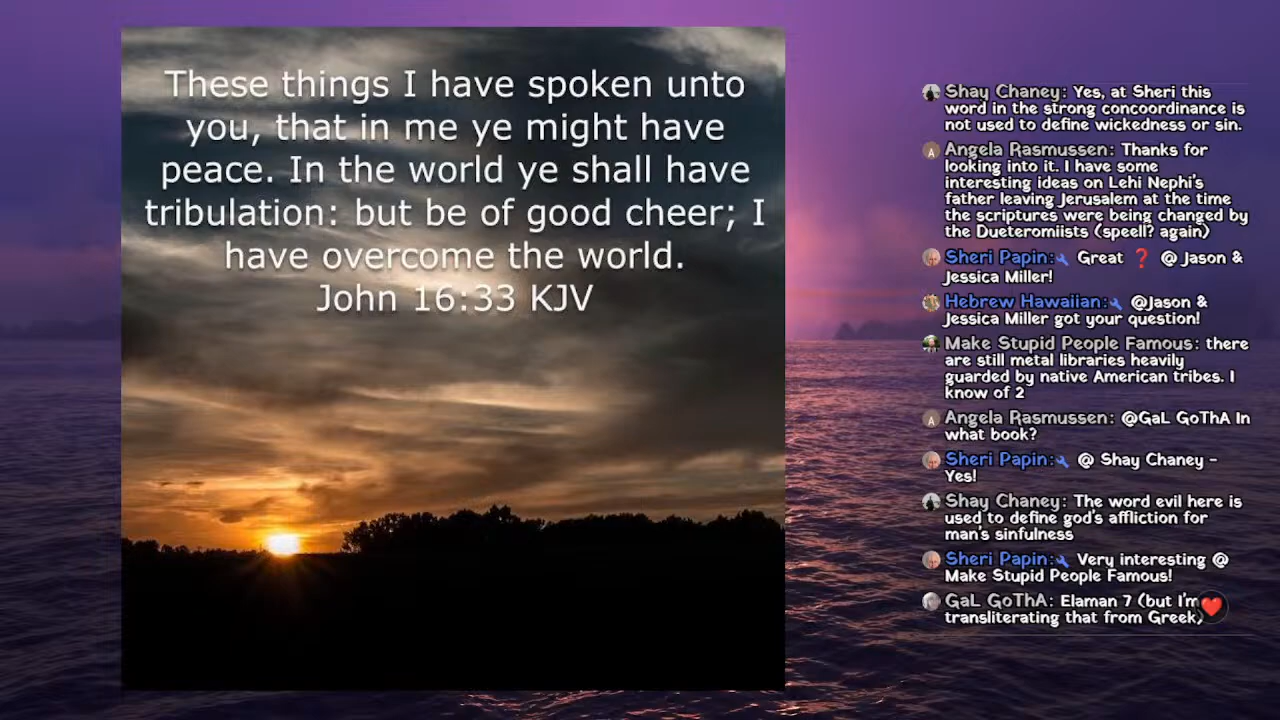 These things I have spoken unto
you, that in me ye might have
peace. In the world ye shall have
tribulation: but be of good cheer; I
have overcome the world.
John 16:33 KJV
Shay Chaney: Yes, at Sheri this
word in the strong concoordinance is
not used to define wickedness or sin.
A
Angela Rasmussen: Thanks for
looking into it. I have some
interesting ideas on Lehi Nephi's
father leaving Jerusalem at the time
the scriptures were being changed by
the Dueteromiists (speell? again)
Sheri Papin: Great ❓ @ Jason &
Jessica Miller!
Hebrew Hawaiian: @Jason &
Jessica Miller got your question!
Make Stupid People Famous: there
are still metal libraries heavily
guarded by native American tribes. I
know of 2
A
Angela Rasmussen: @GaL GoThA In
what book?
Sheri Papin: @ Shay Chaney -
Yes!
Shay Chaney: The word evil here is
used to define god's affliction for
man's sinfulness
Sheri Papin: Very interesting @
Make Stupid People Famous!
GaL GoThA: Elaman 7 (but I'm
transliterating that from Greek)